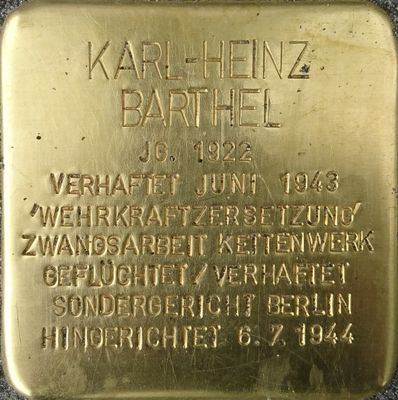 KARL-HEINZ
BARTHEL
JG. 1922
VERHAFTET JUNI 1943
'WEHRKRAFTZERSETZUNG'
ZWANGSARBEIT KETTENWERK
GEFLÜCHTET/VERHAFTET
SONDERGERICHT BERLIN
HINGERICHTET 6.7.1944